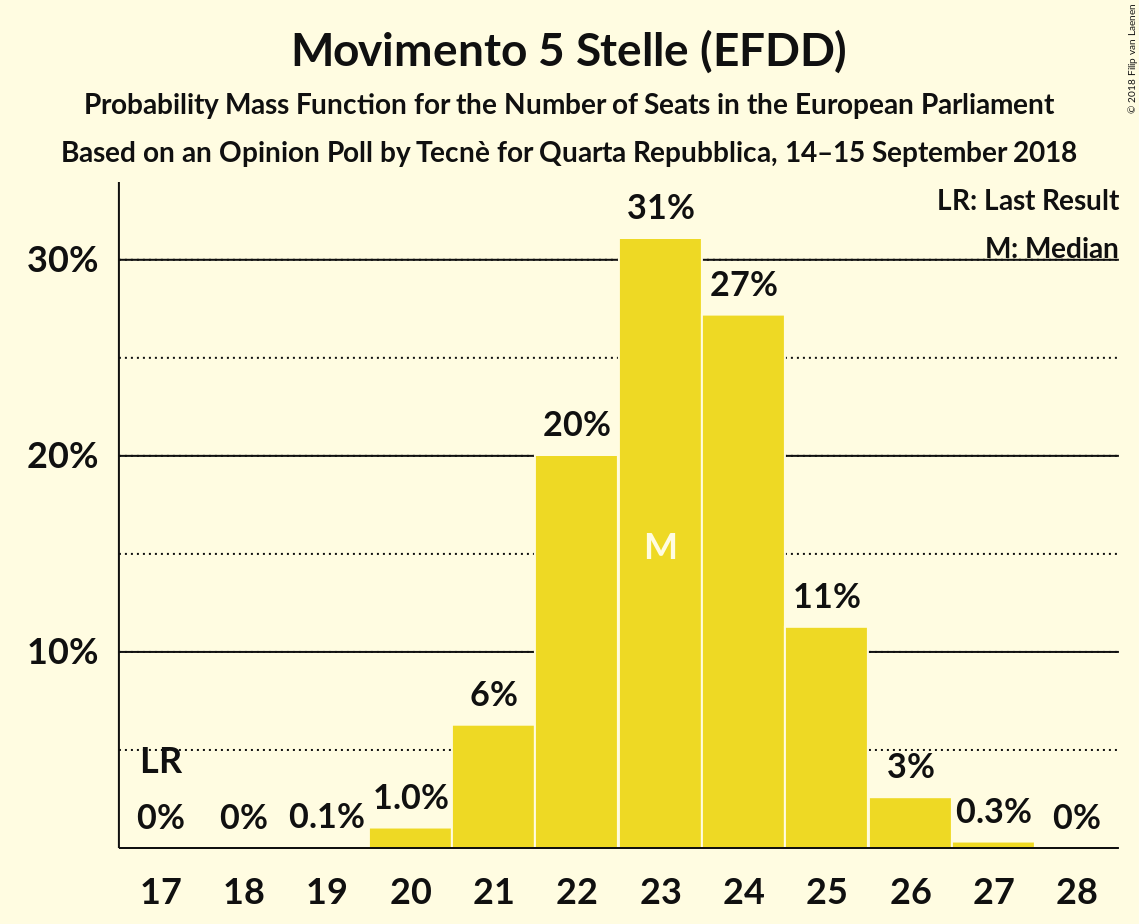 Movimento 5 Stelle (EFDD)
Probability Mass Function for the Number of Seats in the European Parliament
Based on an Opinion Poll by Tecnè for Quarta Repubblica, 14–15 September 2018
© 2018 Filip van Laenen
LR: Last Result
M: Median
31%
30%
27%
20%
20%
M
11%
10%
6%
LR
3%
1.0%
0% 0% 0.1% 0.3% 0%
17 18 19 20 21 22 23 24 25 26 27 28